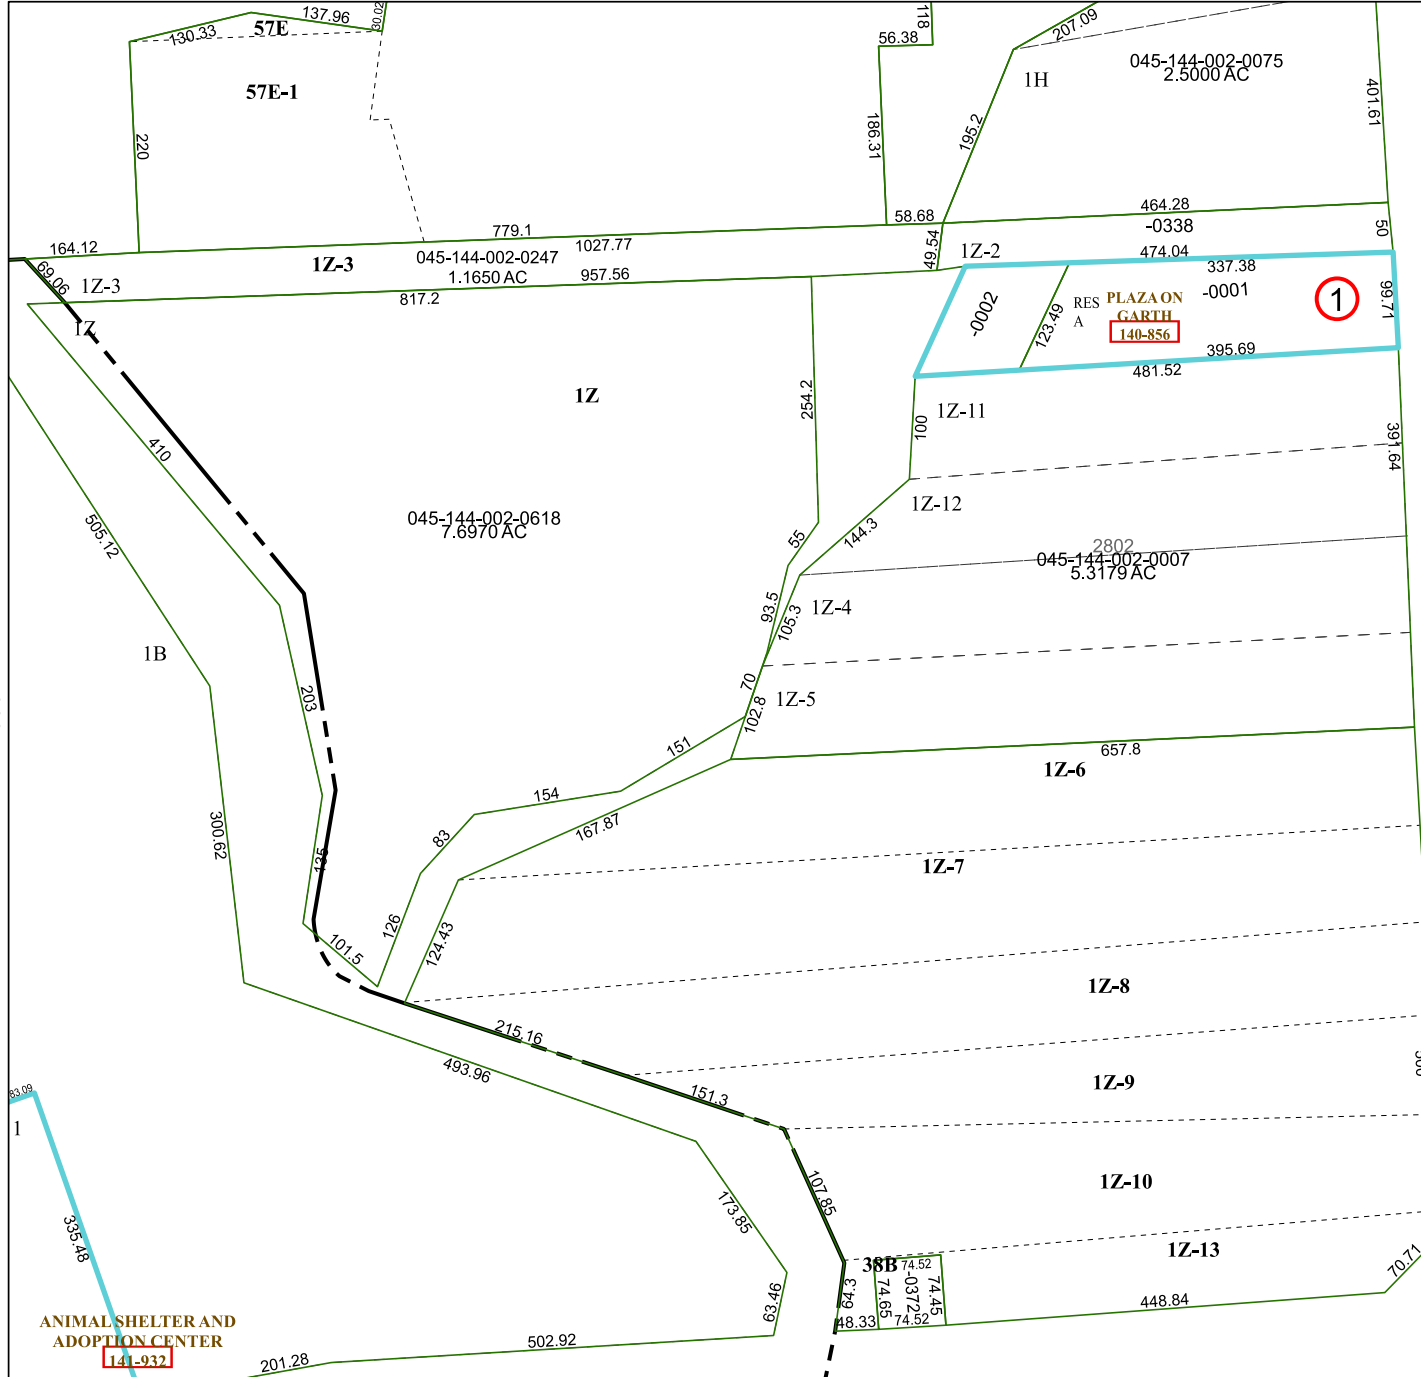 137.96
30.02
57E
130.33
118
56.38
207.09
045-144-002-0075
2.5000 AC
1H
57E-1
401.61
186.31
195.2
220
464.28
58.68
-0338
50
779.1
1027.77
164.12
1Z-3
045-144-002-0247
1.1650 AC
957.56
49.54
1Z-2
474.04
337.38
69.06
1Z-3
817.2
-0002
RES
A
PLAZA ON
GARTH
140-856
-0001
1
99.71
123.49
1Z
395.69
481.52
1Z
254.2
100
1Z-11
391.64
410
1Z-12
505.12
045-144-002-0618
7.6970 AC
55
144.3
2802
045-144-002-0007
5.3179 AC
93.5
105.3
1Z-4
1B
203
70
102.8
1Z-5
151
657.8
1Z-6
154
167.87
83
300.62
135
1Z-7
126
124.43
101.5
1Z-8
215.16
493.96
1Z-9
151.3
83.09
1
107.85
1Z-10
173.85
335.48
1Z-13
70.71
38B
74.52
64.3
74.65
-0372
74.45
63.46
48.33
74.52
448.84
ANIMAL SHELTER AND
ADOPTION CENTER
141-932
502.92
201.28